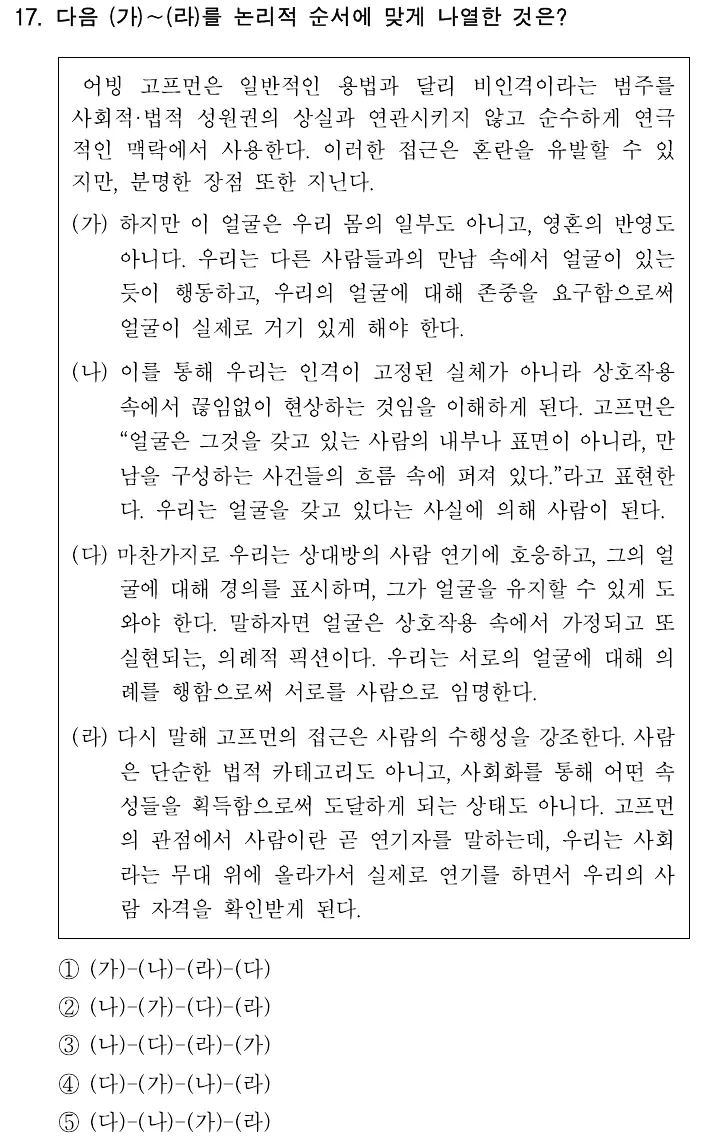 17. 다음 (가)~(라)를 논리적 순서에 맞게 나열한 것은?
어빙 고프먼은 일반적인 용법과 달리 비인격이라는 범주를
사회적·법적 성원권의 상실과 연관시키지 않고 순수하게 연극
적인 맥락에서 사용한다. 이러한 접근은 혼란을 유발할 수 있
지만, 분명한 장점 또한 지닌다.
(가) 하지만 이 얼굴은 우리 몸의 일부도 아니고, 영혼의 반영도
아니다. 우리는 다른 사람들과의 만남 속에서 얼굴이 있는
듯이 행동하고, 우리의 얼굴에 대해 존중을 요구함으로써
얼굴이 실제로 거기 있게 해야 한다.
(나) 이를 통해 우리는 인격이 고정된 실체가 아니라 상호작용
속에서 끊임없이 현상하는 것임을 이해하게 된다. 고프먼은
“얼굴은 그것을 갖고 있는 사람의 내부나 표면이 아니라, 만
남을 구성하는 사건들의 흐름 속에 퍼져 있다.”라고 표현한
다. 우리는 얼굴을 갖고 있다는 사실에 의해 사람이 된다.
(다) 마찬가지로 우리는 상대방의 사람 연기에 호응하고, 그의 얼
굴에 대해 경의를 표시하며, 그가 얼굴을 유지할 수 있게 도
와야 한다. 말하자면 얼굴은 상호작용 속에서 가정되고 또
실현되는, 의례적 픽션이다. 우리는 서로의 얼굴에 대해 의
례를 행함으로써 서로를 사람으로 임명한다.
(라) 다시 말해 고프먼의 접근은 사람의 수행성을 강조한다. 사람
은 단순한 법적 카테고리도 아니고, 사회화를 통해 어떤 속
성들을 획득함으로써 도달하게 되는 상태도 아니다. 고프먼
의 관점에서 사람이란 곧 연기자를 말하는데, 우리는 사회
라는 무대 위에 올라가서 실제로 연기를 하면서 우리의 사
람 자격을 확인받게 된다.
① (가)-(나)-(라)-(다)
② (나)-(가)-(다)-(라)
③ (나)-(다)-(라)-(가)
④ (다)-(가)-(나)-(라)
⑤ (다)-(나)-(가)-(라)